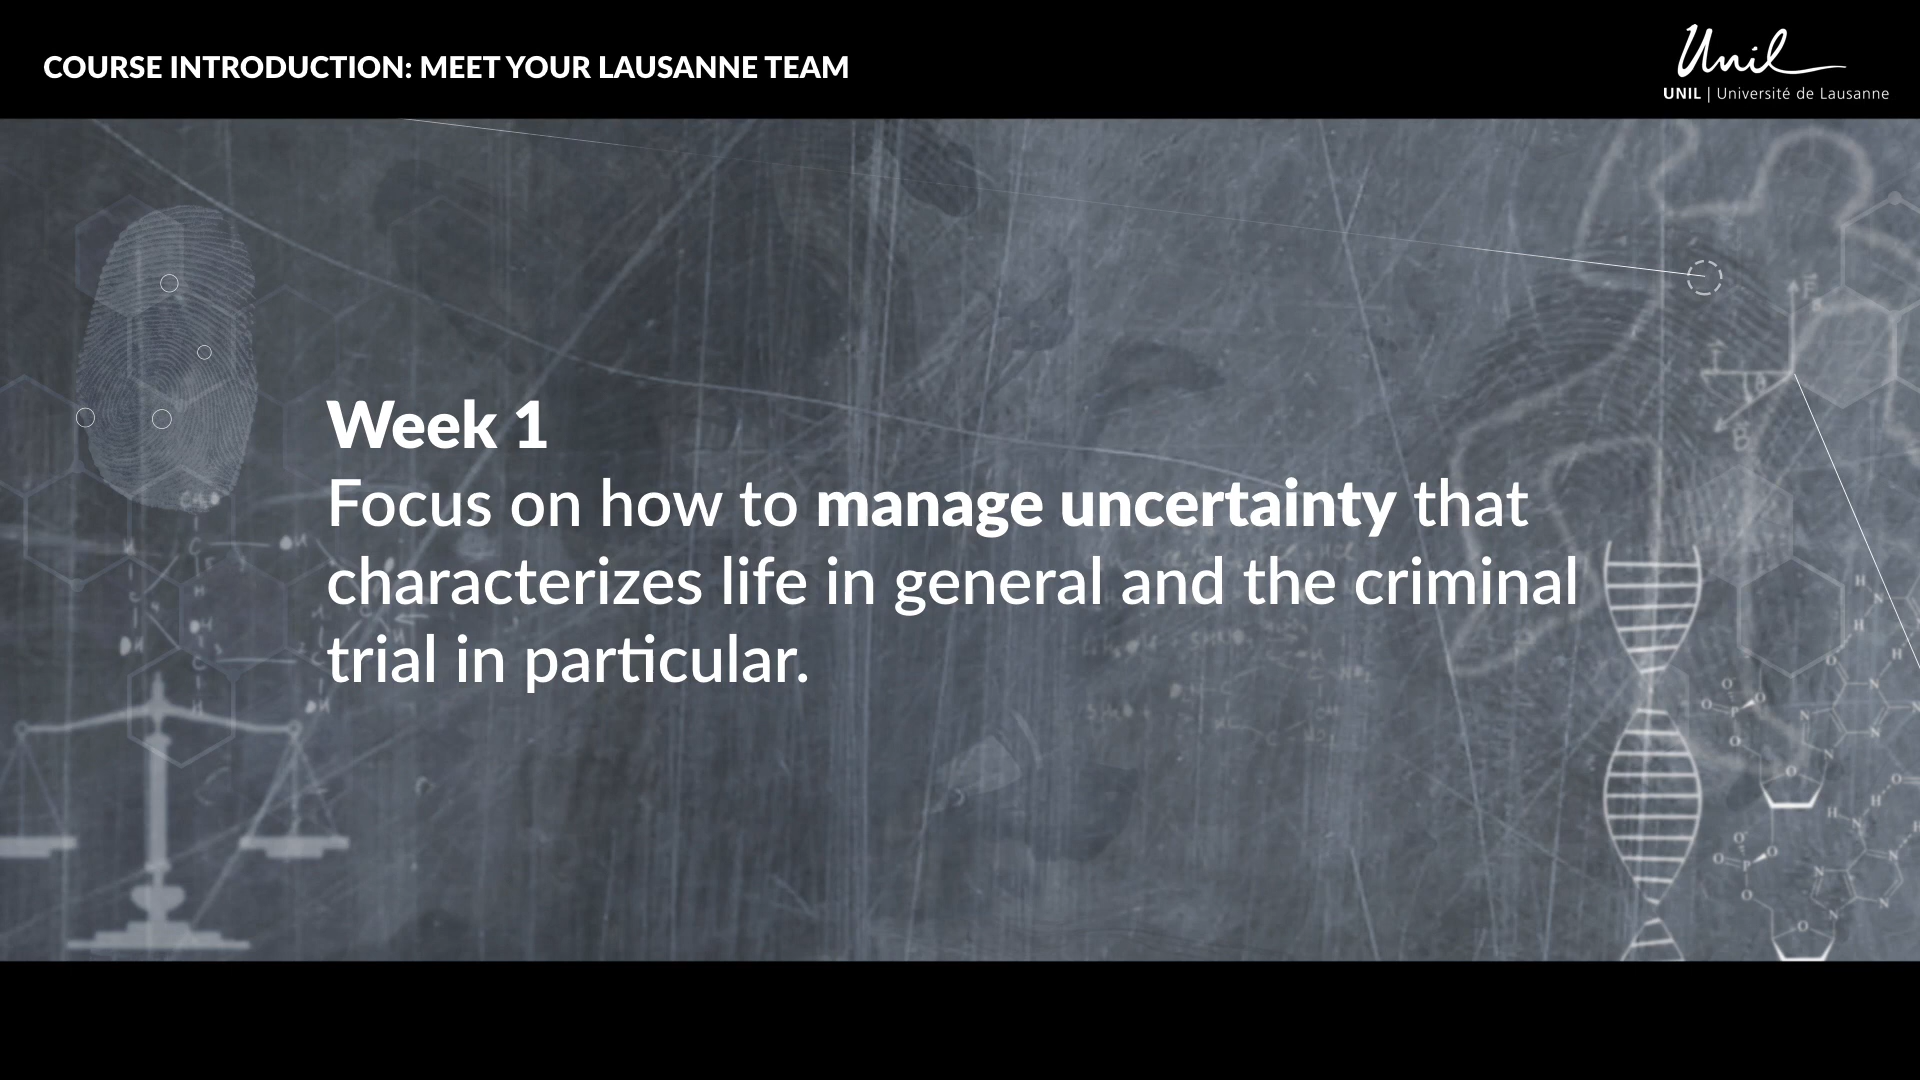 COURSE INTRODUCTION: MEET YOUR LAUSANNE TEAM
Unil
UNIL | Université de Lausanne
Week 1
Focus on how to manage uncertainty that
characterizes life in general and the criminal
trial in particular.